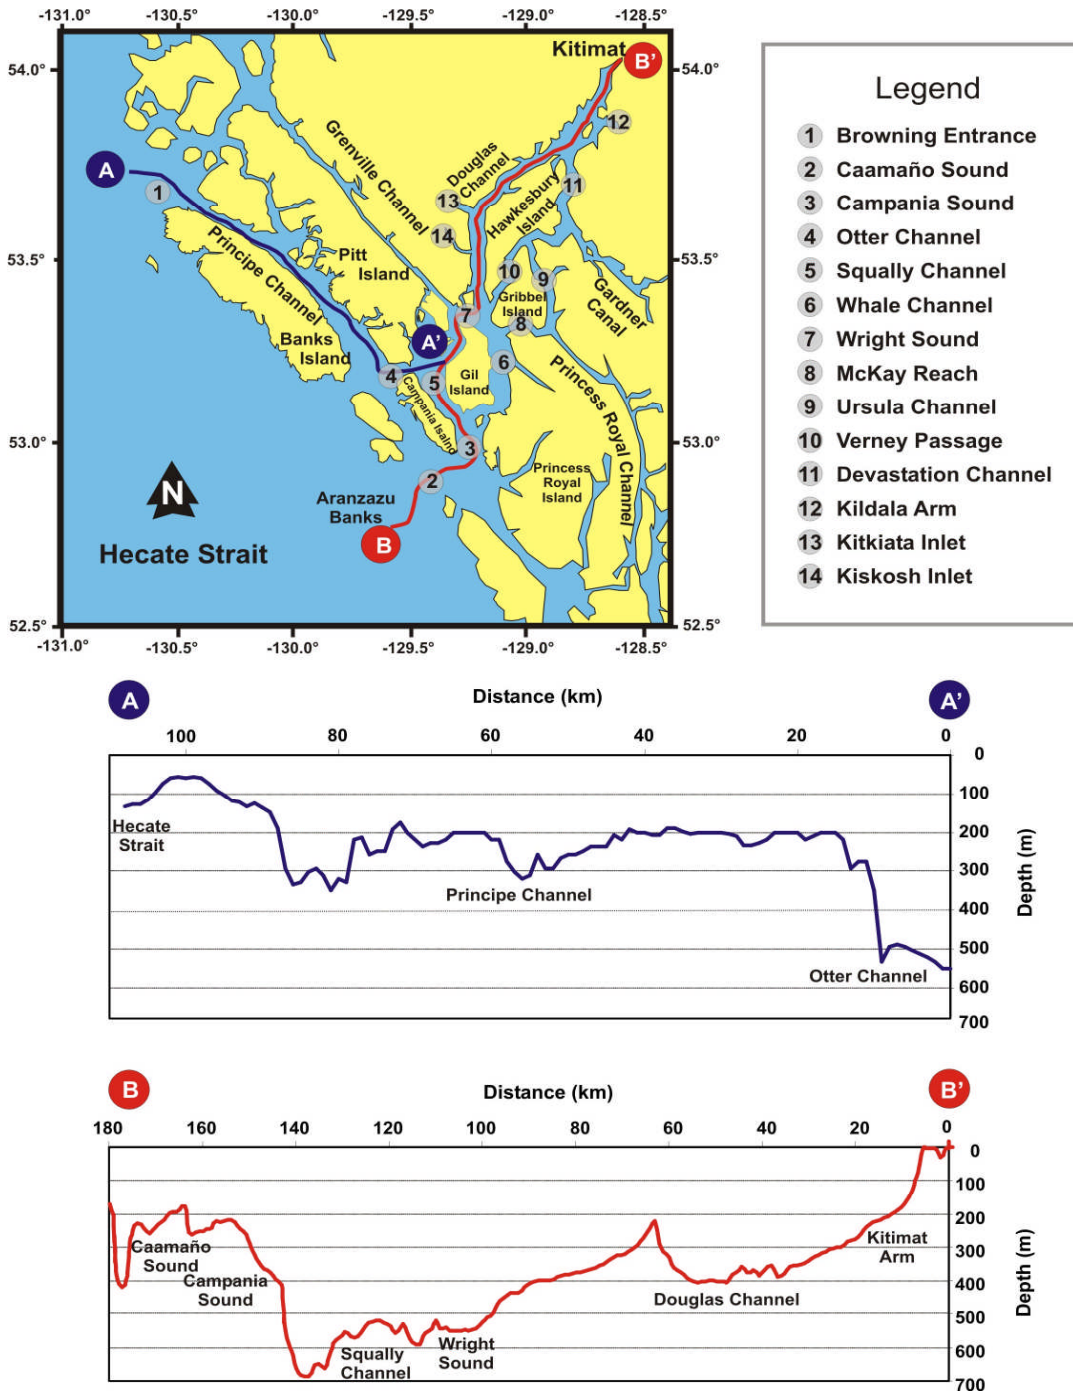 -131.0° -130.5° -130.0° -129.5° -129.0° -128.5°
54.0°
53.5°
53.0°
52.5°
54.0°
53.5°
53.0°
52.5°
-131.0° -130.5° -130.0° -129.5° -129.0° -128.5°
Kitimat
B'
12
A
1
Grenville Channel
Douglas
Channel
13
14
Hawkesbury
Island
11
Principe Channel
Pitt
Island
10
9
Gribbel
Island
8
Gardner
Canal
Banks
Island
7
A'
6
4
5
Gil
Island
Campania Isalnd
Princess Royal Channel
3
2
Princess
Royal
Island
Aranzazu
Banks
B
N
Hecate Strait
Legend
1 Browning Entrance
2 Caamaño Sound
3 Campania Sound
4 Otter Channel
5 Squally Channel
6 Whale Channel
7 Wright Sound
8 McKay Reach
9 Ursula Channel
10 Verney Passage
11 Devastation Channel
12 Kildala Arm
13 Kitkiata Inlet
14 Kiskosh Inlet
A
Distance (km)
A'
100 80 60 40 20 0
0
100
200
300
400
500
600
700
Depth (m)
Hecate
Strait
Principe Channel
Otter Channel
B
Distance (km)
B'
180 160 140 120 100 80 60 40 20 0
0
100
200
300
400
500
600
700
Depth (m)
Caamaño
Sound
Campania
Sound
Squally
Channel
Wright
Sound
Douglas Channel
Kitimat
Arm